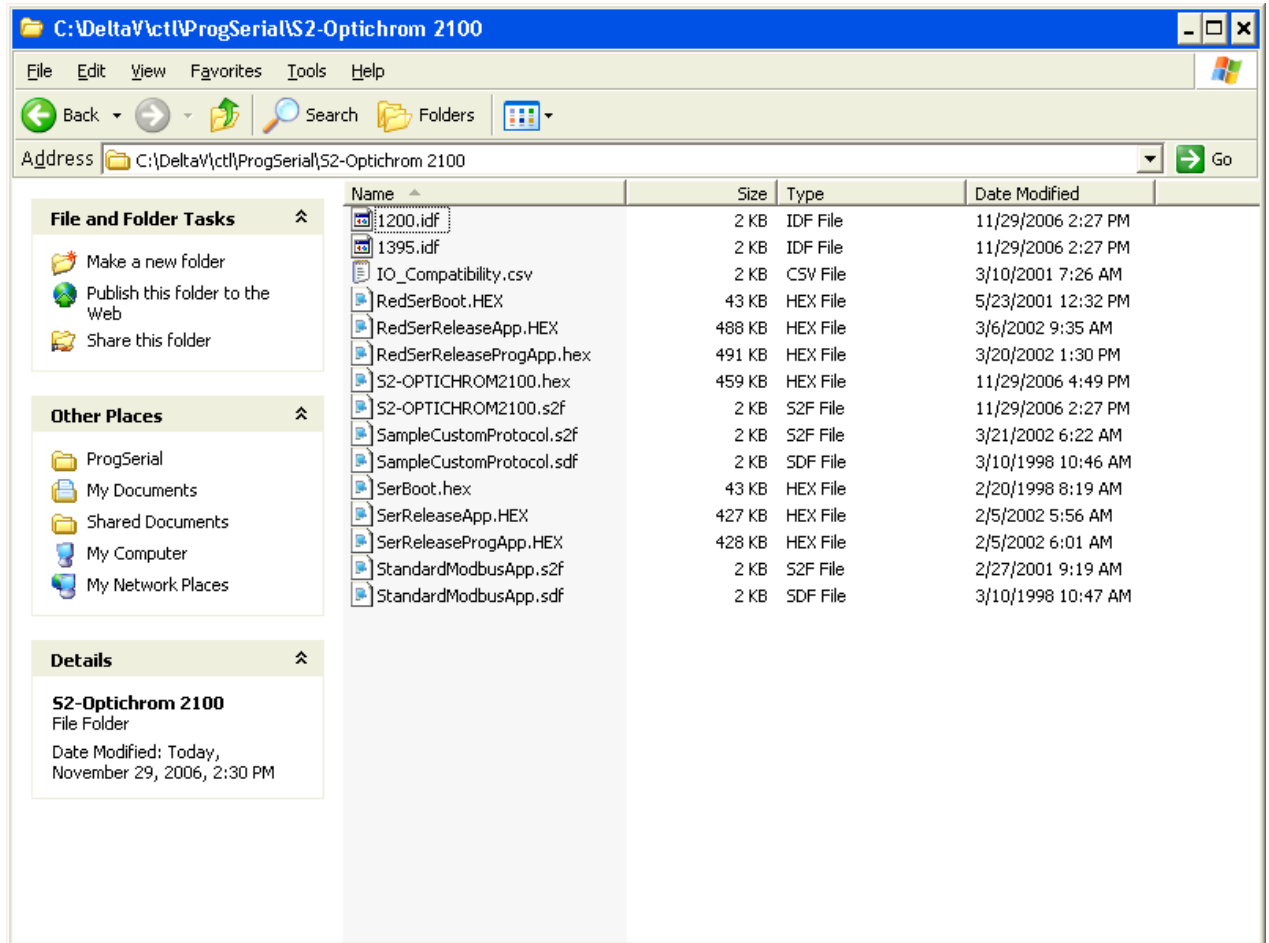 C:\DeltaV\ctl\ProgSerial\S2-Optichrom 2100
File Edit View Favorites Tools Help
Back Search Folders
Address C:\DeltaV\ctl\ProgSerial\S2-Optichrom 2100 Go
File and Folder Tasks
Make a new folder
Publish this folder to the
Web
Share this folder
Other Places
ProgSerial
My Documents
Shared Documents
My Computer
My Network Places
Details
S2-Optichrom 2100
File Folder
Date Modified: Today,
November 29, 2006, 2:30 PM
Name Size Type Date Modified
1200.idf 2 KB IDF File 11/29/2006 2:27 PM
1395.idf 2 KB IDF File 11/29/2006 2:27 PM
IO_Compatibility.csv 2 KB CSV File 3/10/2001 7:26 AM
RedSerBoot.HEX 43 KB HEX File 5/23/2001 12:32 PM
RedSerReleaseApp.HEX 488 KB HEX File 3/6/2002 9:35 AM
RedSerReleaseProgApp.hex 491 KB HEX File 3/20/2002 1:30 PM
S2-OPTICHROM2100.hex 459 KB HEX File 11/29/2006 4:49 PM
S2-OPTICHROM2100.s2f 2 KB S2F File 11/29/2006 2:27 PM
SampleCustomProtocol.s2f 2 KB S2F File 3/21/2002 6:22 AM
SampleCustomProtocol.sdf 2 KB SDF File 3/10/1998 10:46 AM
SerBoot.hex 43 KB HEX File 2/20/1998 8:19 AM
SerReleaseApp.HEX 427 KB HEX File 2/5/2002 5:56 AM
SerReleaseProgApp.HEX 428 KB HEX File 2/5/2002 6:01 AM
StandardModbusApp.s2f 2 KB S2F File 2/27/2001 9:19 AM
StandardModbusApp.sdf 2 KB SDF File 3/10/1998 10:47 AM